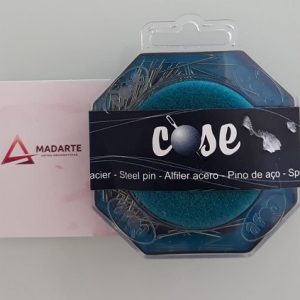 MADARTE
cose
acier - Steel pin - Alfiler acero - Pino de aço - Sp